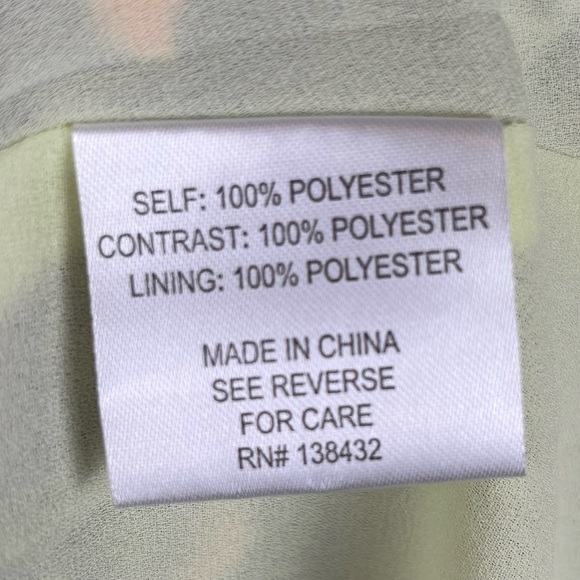 SELF: 100% POLYESTER
CONTRAST: 100% POLYESTER
LINING: 100% POLYESTER
MADE IN CHINA
SEE REVERSE
FOR CARE
RN# 138432